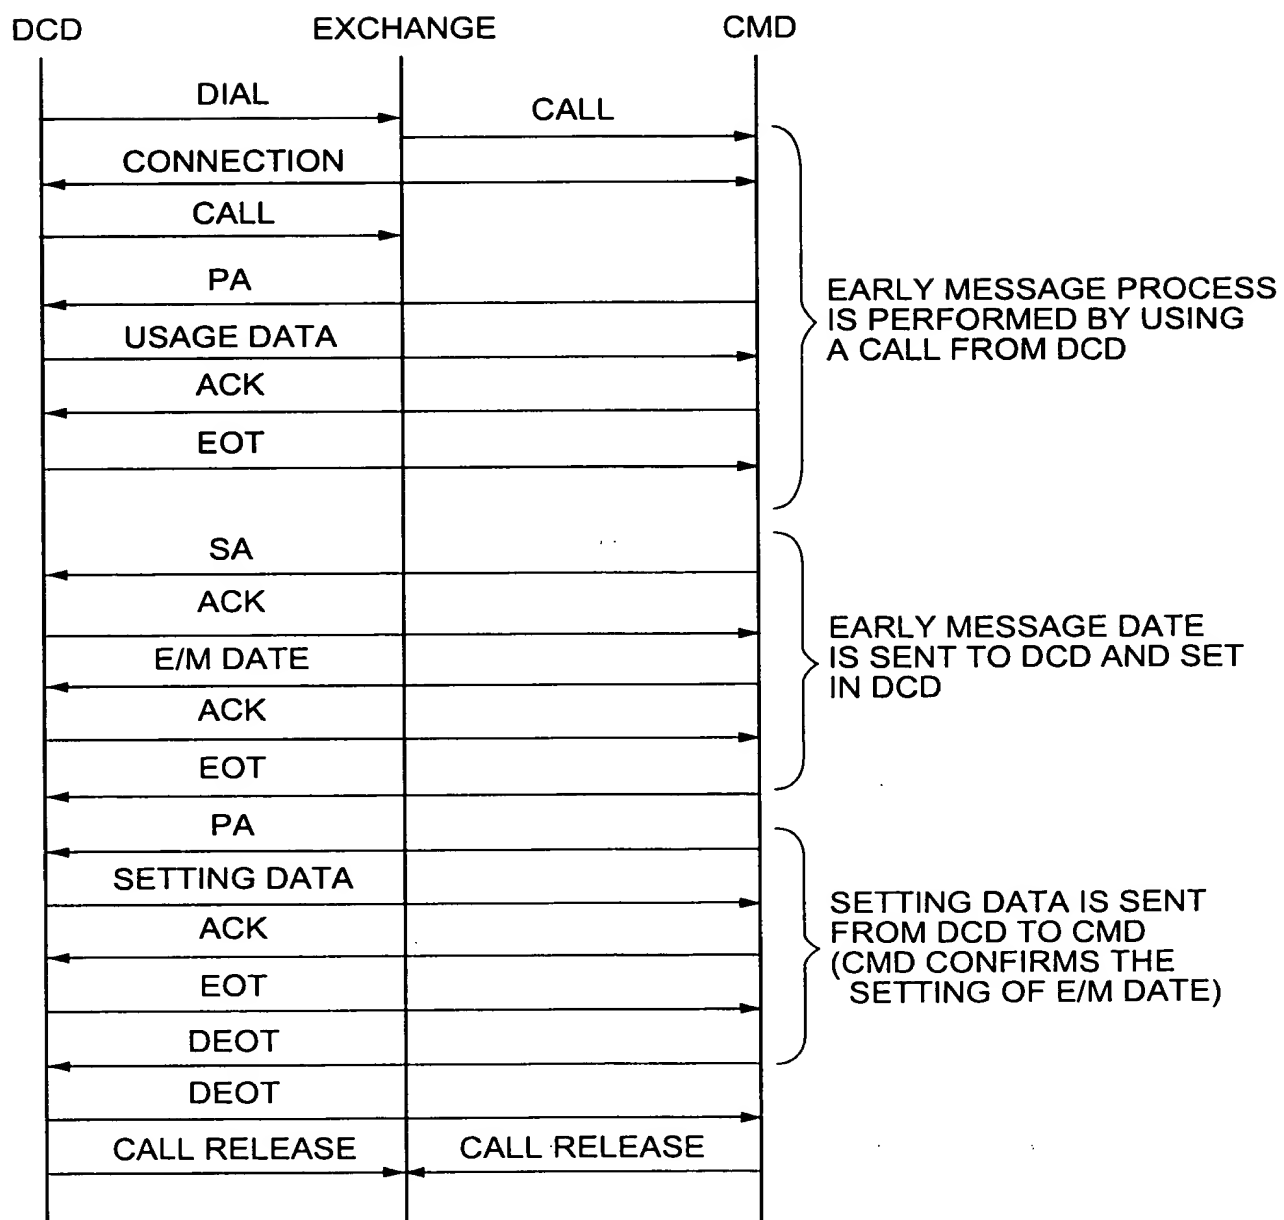 DCD EXCHANGE CMD
DIAL
CALL
CONNECTION
CALL
PA
USAGE DATA
ACK
EOT
EARLY MESSAGE PROCESS
IS PERFORMED BY USING
A CALL FROM DCD
SA
ACK
E/M DATE
ACK
EOT
EARLY MESSAGE DATE
IS SENT TO DCD AND SET
IN DCD
PA
SETTING DATA
ACK
EOT
DEOT
SETTING DATA IS SENT
FROM DCD TO CMD
(CMD CONFIRMS THE
SETTING OF E/M DATE)
DEOT
CALL RELEASE CALL RELEASE